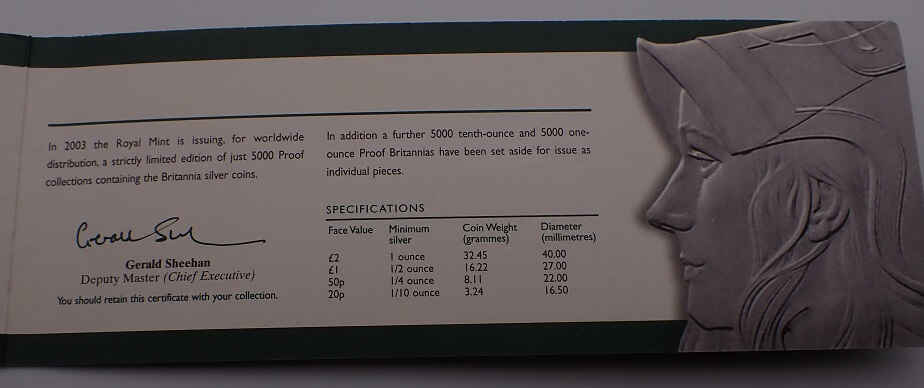 In 2003 the Royal Mint is issuing, for worldwide
distribution, a strictly limited edition of just 5000 Proof
collections containing the Britannia silver coins.
Gerald Sheehan
Deputy Master (Chief Executive)
You should retain this certificate with your collection.
In addition a further 5000 tenth-ounce and 5000 one-
ounce Proof Britannias have been set aside for issue as
individual pieces.
SPECIFICATIONS
Face Value Minimum silver Coin Weight (grammes) Diameter (millimetres)
£2 1 ounce 32.45 40.00
£1 1/2 ounce 16.22 27.00
50p 1/4 ounce 8.11 22.00
20p 1/10 ounce 3.24 16.50